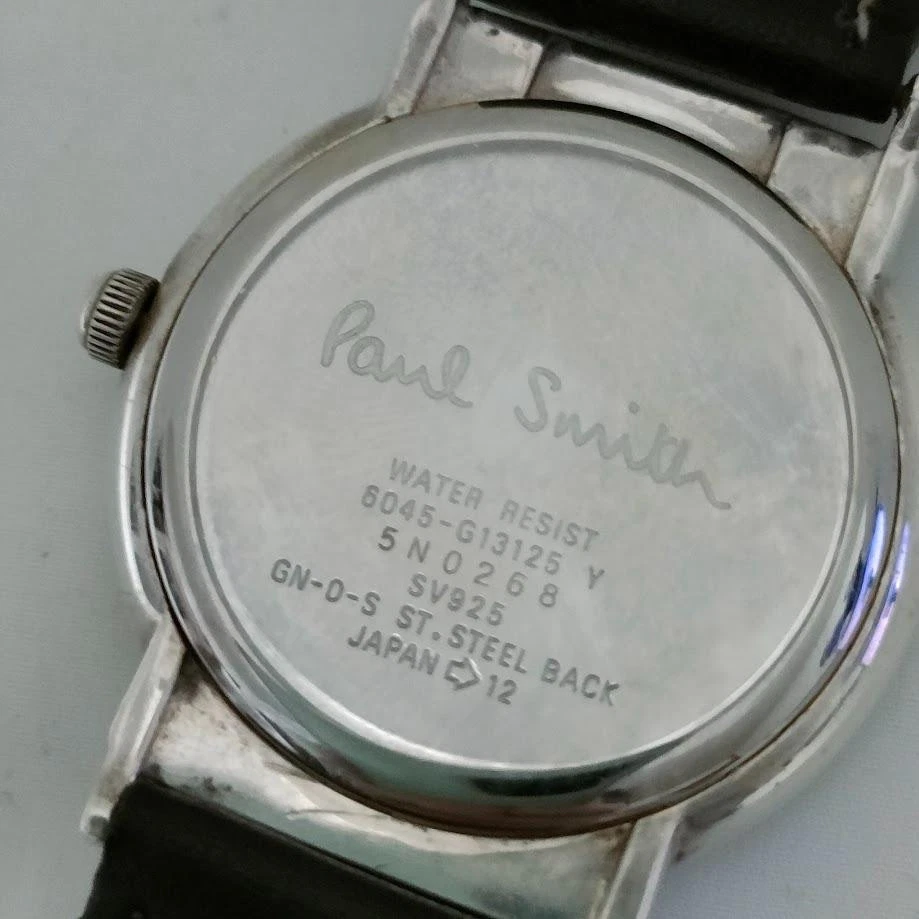 Paul Smith
WATER RESIST
6045-G13125 Y
5N0268
SV925
GN-0-S ST.STEEL BACK
JAPAN⇨12